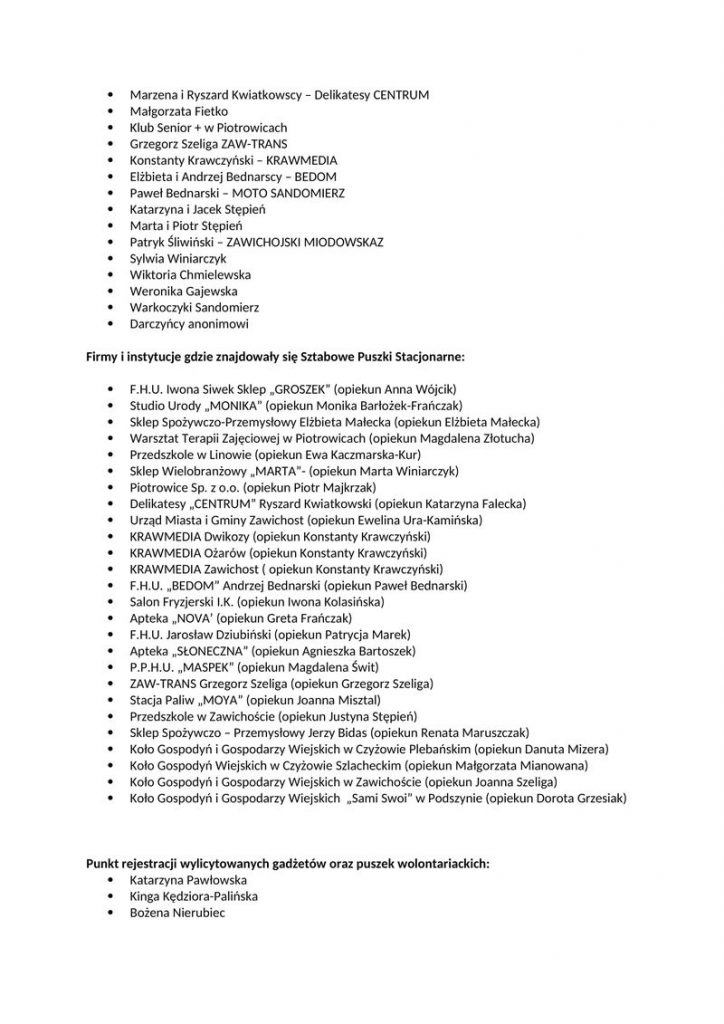 • Marzena i Ryszard Kwiatkowscy – Delikatesy CENTRUM
• Małgorzata Fietko
• Klub Senior + w Piotrowicach
• Grzegorz Szeliga ZAW-TRANS
• Konstanty Krawczyński – KRAWMEDIA
• Elżbieta i Andrzej Bednarscy – BEDOM
• Paweł Bednarski – MOTO SANDOMIERZ
• Katarzyna i Jacek Stępień
• Marta i Piotr Stępień
• Patryk Śliwiński – ZAWICHOJSKI MIODOWSKAZ
• Sylwia Winiarczyk
• Wiktoria Chmielewska
• Weronika Gajewska
• Warkoczyki Sandomierz
• Darczyńcy anonimowi
Firmy i instytucje gdzie znajdowały się Sztabowe Puszki Stacjonarne:
• F.H.U. Iwona Siwek Sklep „GROSZEK” (opiekun Anna Wójcik)
• Studio Urody „MONIKA” (opiekun Monika Barłożek-Frańczak)
• Sklep Spożywczo-Przemysłowy Elżbieta Małecka (opiekun Elżbieta Małecka)
• Warsztat Terapii Zajęciowej w Piotrowicach (opiekun Magdalena Złotucha)
• Przedszkole w Linowie (opiekun Ewa Kaczmarska-Kur)
• Sklep Wielobranżowy „MARTA”- (opiekun Marta Winiarczyk)
• Piotrowice Sp. z o.o. (opiekun Piotr Majkrzak)
• Delikatesy „CENTRUM” Ryszard Kwiatkowski (opiekun Katarzyna Falecka)
• Urząd Miasta i Gminy Zawichost (opiekun Ewelina Ura-Kamińska)
• KRAWMEDIA Dwikozy (opiekun Konstanty Krawczyński)
• KRAWMEDIA Ożarów (opiekun Konstanty Krawczyński)
• KRAWMEDIA Zawichost ( opiekun Konstanty Krawczyński)
• F.H.U. „BEDOM” Andrzej Bednarski (opiekun Paweł Bednarski)
• Salon Fryzjerski I.K. (opiekun Iwona Kolasińska)
• Apteka „NOVA’ (opiekun Greta Frańczak)
• F.H.U. Jarosław Dziubiński (opiekun Patrycja Marek)
• Apteka „SŁONECZNA” (opiekun Agnieszka Bartoszek)
• P.P.H.U. „MASPEK” (opiekun Magdalena Świt)
• ZAW-TRANS Grzegorz Szeliga (opiekun Grzegorz Szeliga)
• Stacja Paliw „MOYA” (opiekun Joanna Misztal)
• Przedszkole w Zawichoście (opiekun Justyna Stępień)
• Sklep Spożywczo – Przemysłowy Jerzy Bidas (opiekun Renata Maruszczak)
• Koło Gospodyń i Gospodarzy Wiejskich w Czyżowie Plebańskim (opiekun Danuta Mizera)
• Koło Gospodyń Wiejskich w Czyżowie Szlacheckim (opiekun Małgorzata Mianowana)
• Koło Gospodyń i Gospodarzy Wiejskich w Zawichoście (opiekun Joanna Szeliga)
• Koło Gospodyń i Gospodarzy Wiejskich „Sami Swoi” w Podszynie (opiekun Dorota Grzesiak)
Punkt rejestracji wylicytowanych gadżetów oraz puszek wolontariackich:
• Katarzyna Pawłowska
• Kinga Kędziora-Palińska
• Bożena Nierubiec